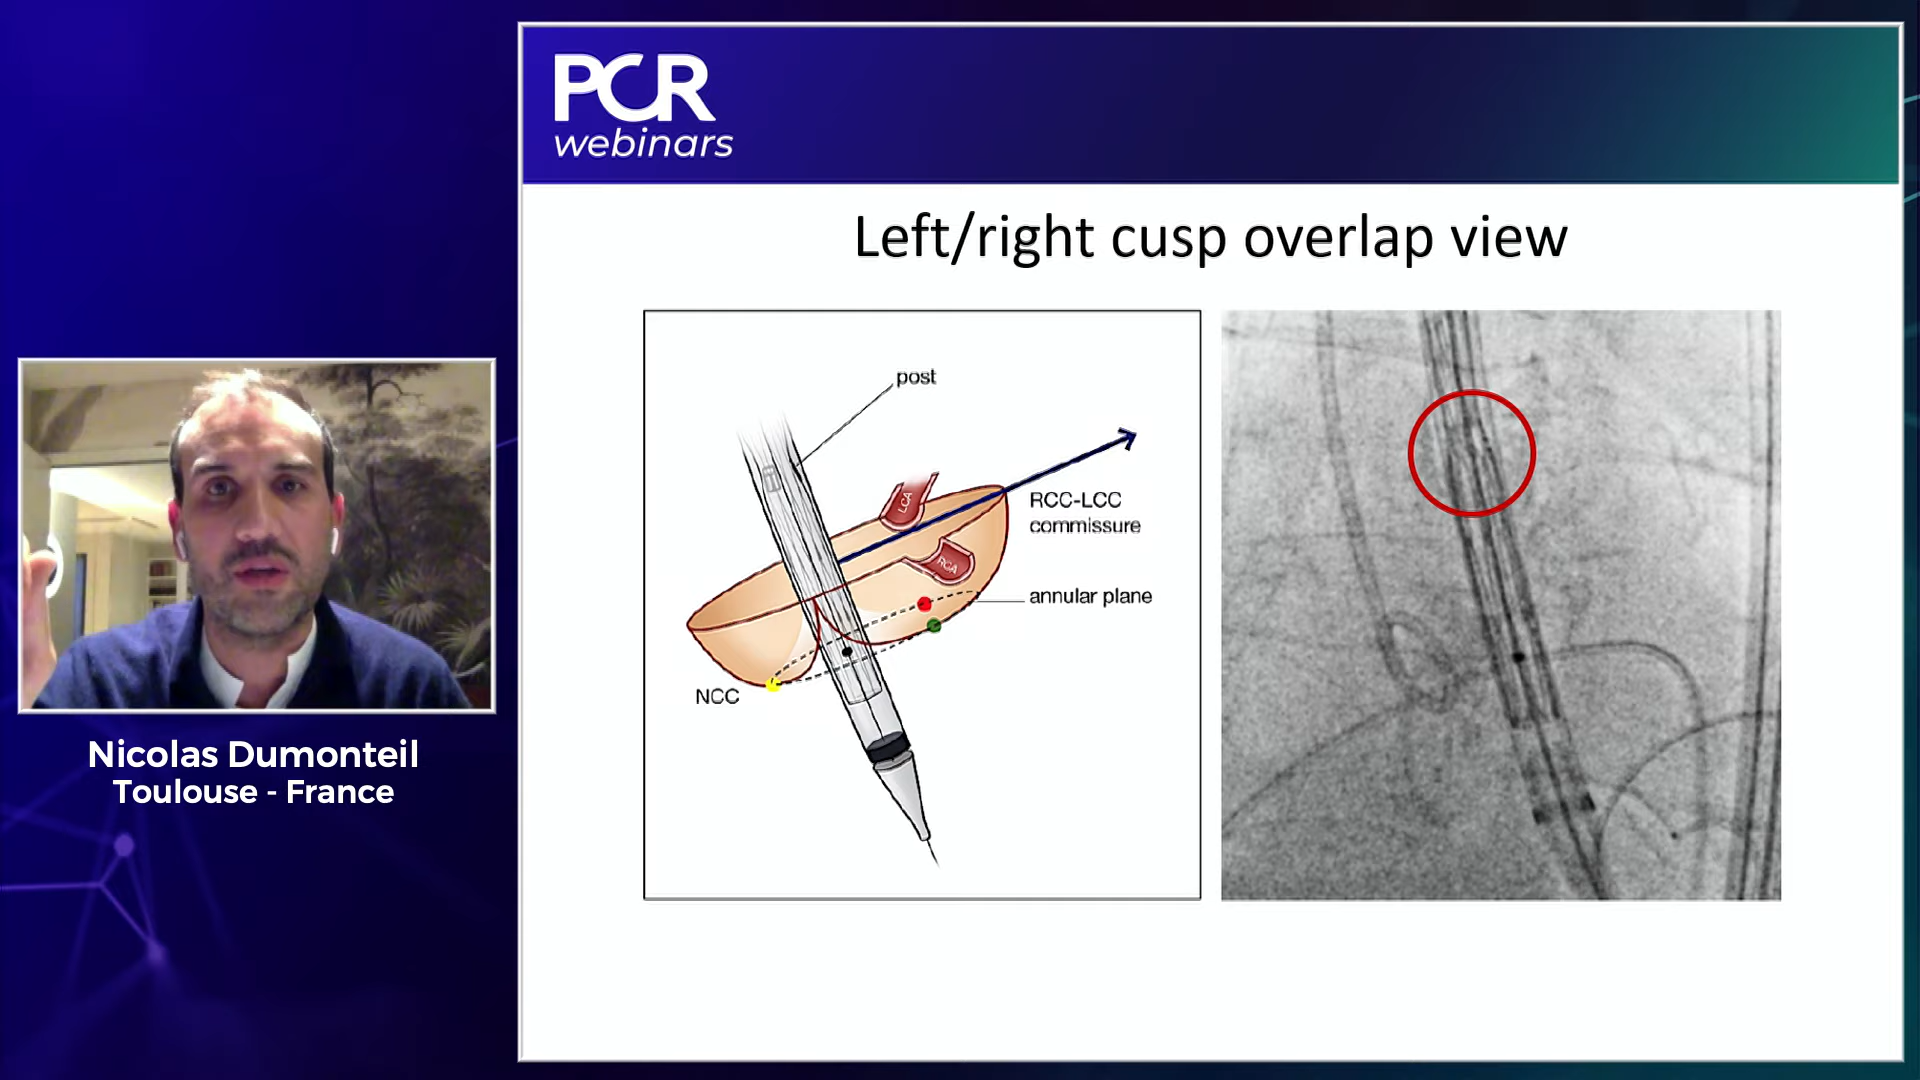 PCR
webinars
Left/right cusp overlap view
post
LCA
RCC-LCC
commissure
RCA
annular plane
NCC
Nicolas Dumonteil
Toulouse - France